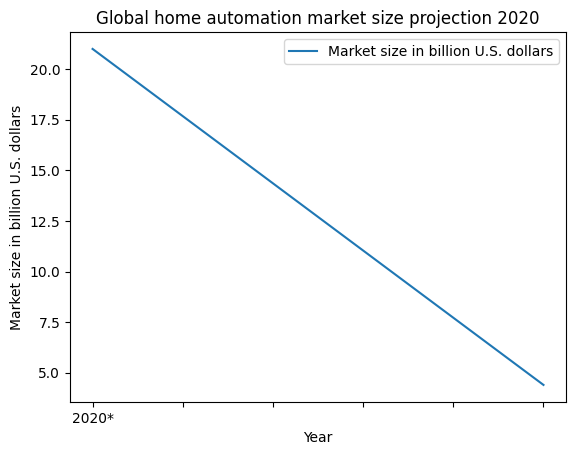 Global home automation market size projection 2020
Market size in billion U.S. dollars
Market size in billion U.S. dollars
20.0
17.5
15.0
12.5
10.0
7.5
5.0
2020*
Year